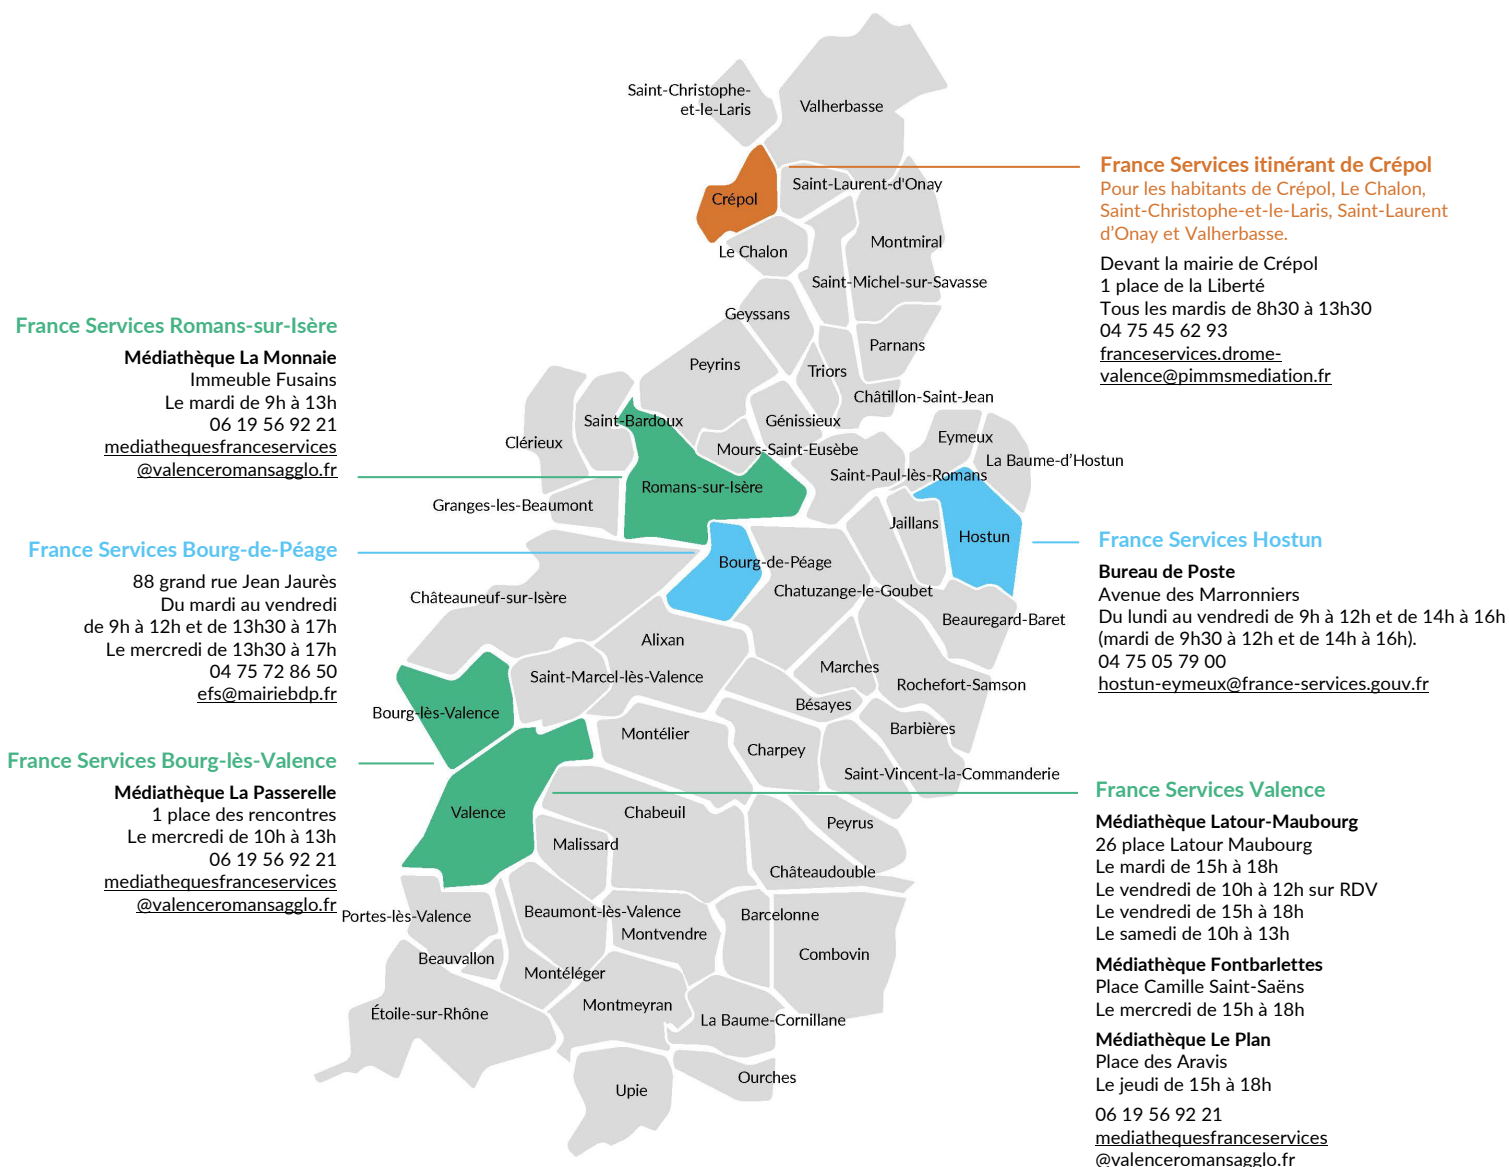 Saint-Christophe-
et-le-Laris
Valherbasse
Crépol
Saint-Laurent-d'Onay
Le Chalon
Montmiral
Saint-Michel-sur-Savasse
Geyssans
Parnans
Peyrins
Triors
Châtillon-Saint-Jean
Saint-Bardoux
Génissieux
Clérieux
Mours-Saint-Eusèbe
Eymeux
La Baume-d’Hostun
Saint-Paul-lès-Romans
Romans-sur-Isère
Granges-les-Beaumont
Jaillans
Hostun
Bourg-de-Péage
Chatuzange-le-Goubet
Châteauneuf-sur-Isère
Beauregard-Baret
Alixan
Marches
Saint-Marcel-lès-Valence
Rochefort-Samson
Bésayes
Bourg-lès-Valence
Barbières
Montélier
Charpey
Saint-Vincent-la-Commanderie
Valence
Chabeuil
Peyrus
Malissard
Châteaudouble
Portes-lès-Valence
Beaumont-lès-Valence
Barcelonne
Montvendre
Combovin
Beauvallon
Montéléger
Étoile-sur-Rhône
Montmeyran
La Baume-Cornillane
Ourches
Upie
France Services Romans-sur-Isère
Médiathèque La Monnaie
Immeuble Fusains
Le mardi de 9h à 13h
06 19 56 92 21
mediathequesfranceservices
@valenceromansagglo.fr
France Services Bourg-de-Péage
88 grand rue Jean Jaurès
Du mardi au vendredi
de 9h à 12h et de 13h30 à 17h
Le mercredi de 13h30 à 17h
04 75 72 86 50
efs@mairiebdp.fr
France Services Bourg-lès-Valence
Médiathèque La Passerelle
1 place des rencontres
Le mercredi de 10h à 13h
06 19 56 92 21
mediathequesfranceservices
@valenceromansagglo.fr
France Services itinérant de Crépol
Pour les habitants de Crépol, Le Chalon,
Saint-Christophe-et-le-Laris, Saint-Laurent
d’Onay et Valherbasse.
Devant la mairie de Crépol
1 place de la Liberté
Tous les mardis de 8h30 à 13h30
04 75 45 62 93
franceservices.drome-
valence@pimmsmediation.fr
France Services Hostun
Bureau de Poste
Avenue des Marronniers
Du lundi au vendredi de 9h à 12h et de 14h à 16h
(mardi de 9h30 à 12h et de 14h à 16h).
04 75 05 79 00
hostun-eymeux@france-services.gouv.fr
France Services Valence
Médiathèque Latour-Maubourg
26 place Latour Maubourg
Le mardi de 15h à 18h
Le vendredi de 10h à 12h sur RDV
Le vendredi de 15h à 18h
Le samedi de 10h à 13h
Médiathèque Fontbarlettes
Place Camille Saint-Saëns
Le mercredi de 15h à 18h
Médiathèque Le Plan
Place des Aravis
Le jeudi de 15h à 18h
06 19 56 92 21
mediathequesfranceservices
@valenceromansagglo.fr